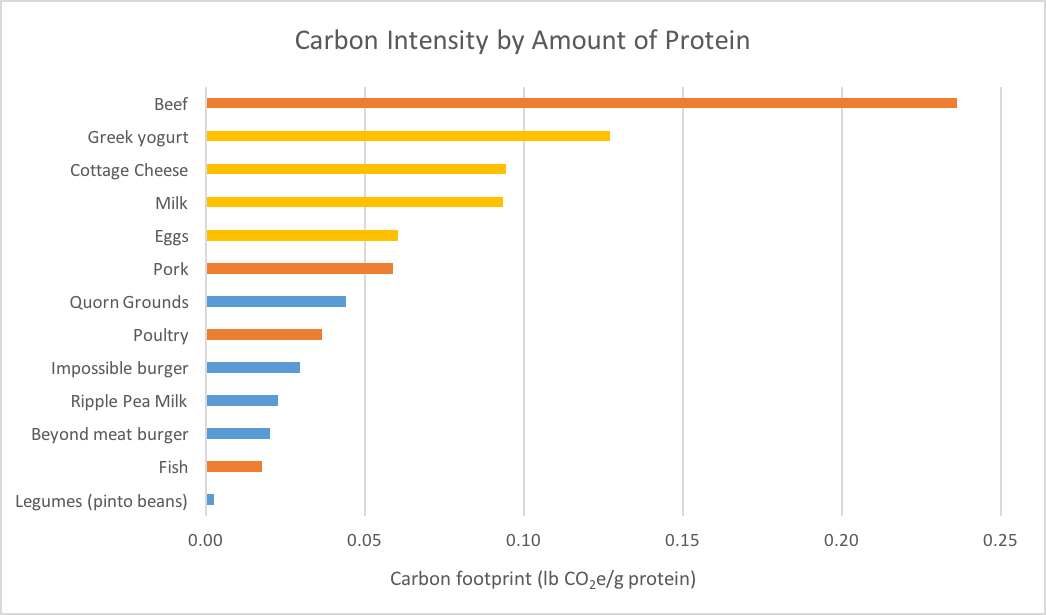 Carbon Intensity by Amount of Protein
Beef
Greek yogurt
Cottage Cheese
Milk
Eggs
Pork
Quorn Grounds
Poultry
Impossible burger
Ripple Pea Milk
Beyond meat burger
Fish
Legumes (pinto beans)
0.00 0.05 0.10 0.15 0.20 0.25
Carbon footprint (lb CO₂e/g protein)